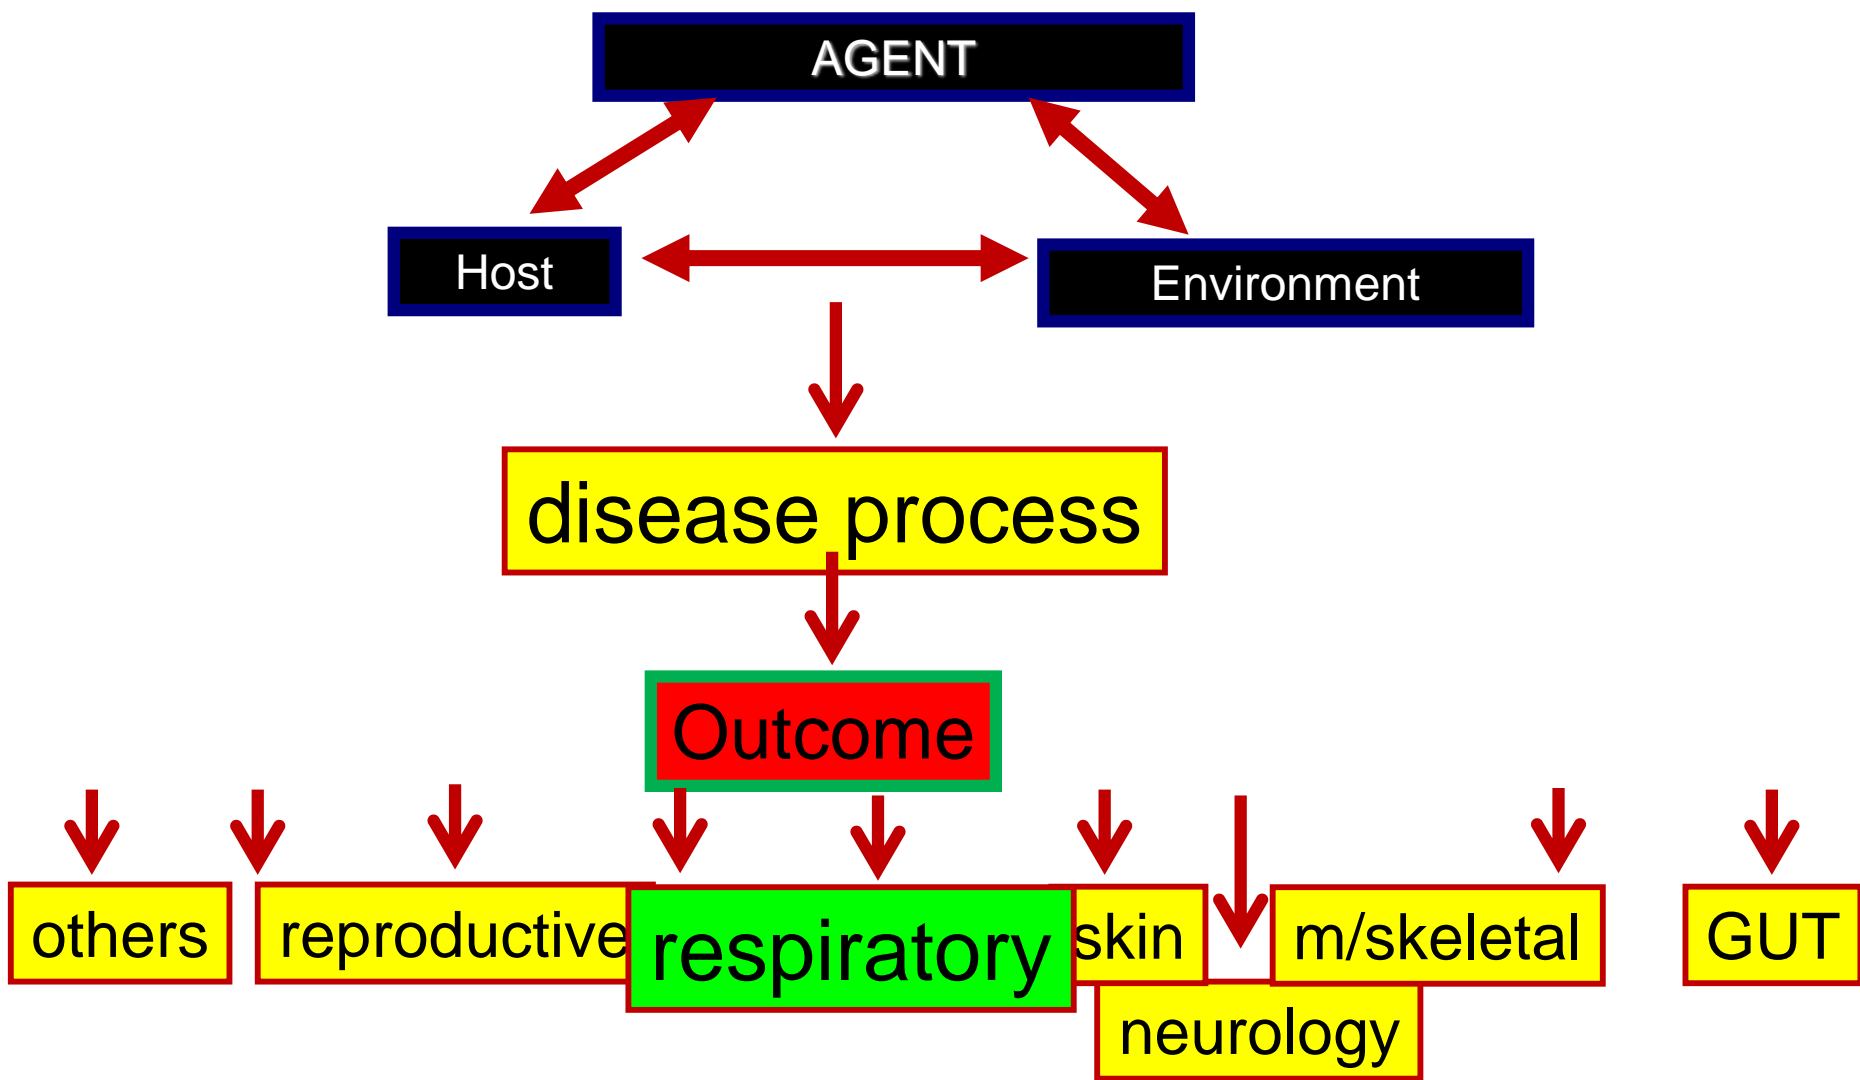 AGENT
Host
Environment
disease process
Outcome
others
reproductive
respiratory
skin
m/skeletal
GUT
neurology